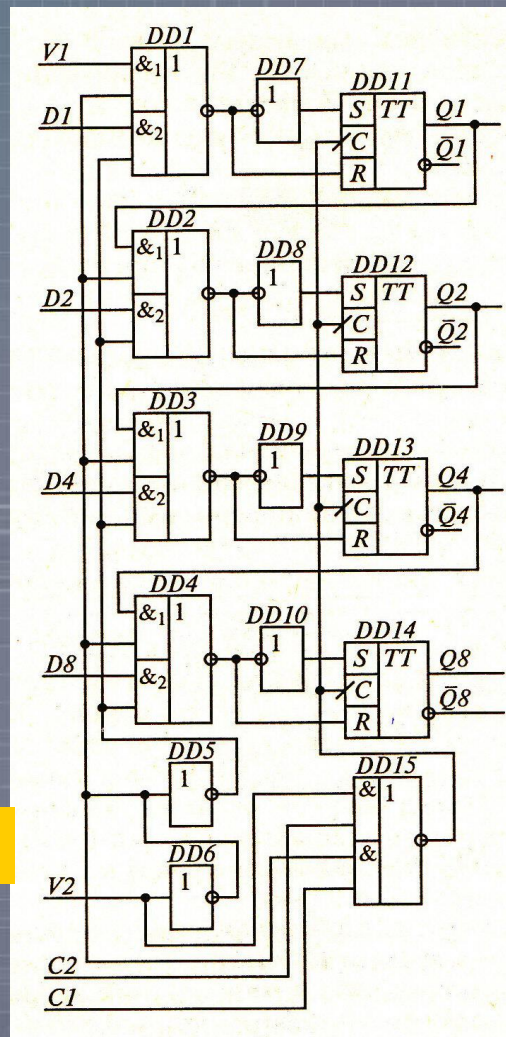 V1
DD1
&1 1
D1
&2
DD7
1
DD11
S TT
C
R
Q1
Q̅1
DD2
&1 1
D2
&2
DD8
1
DD12
S TT
C
R
Q2
Q̅2
DD3
&1 1
D4
&2
DD9
1
DD13
S TT
C
R
Q4
Q̅4
DD4
&1 1
D8
&2
DD10
1
DD14
S TT
C
R
Q8
Q̅8
DD5
1
DD15
& 1
&
DD6
1
V2
C2
C1